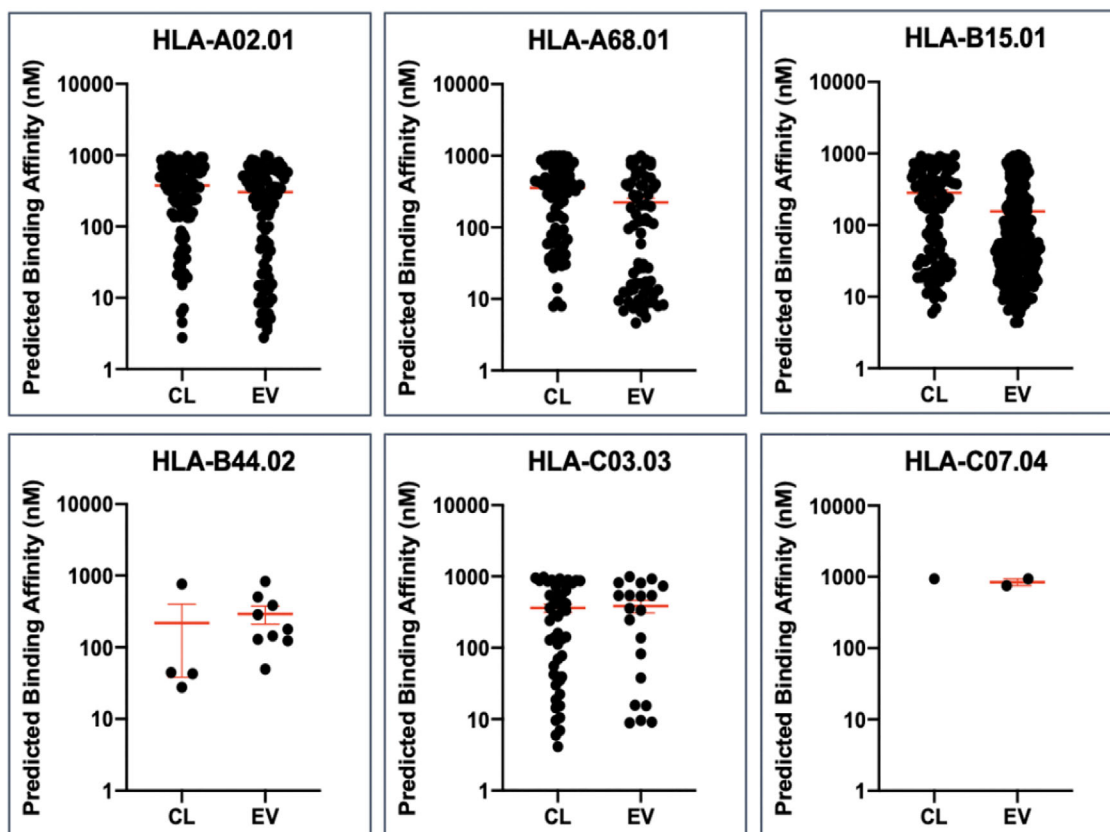 HLA-A02.01
Predicted Binding Affinity (nM)
10000
1000
100
10
1
CL EV
HLA-A68.01
Predicted Binding Affinity (nM)
10000
1000
100
10
1
CL EV
HLA-B15.01
Predicted Binding Affinity (nM)
10000
1000
100
10
1
CL EV
HLA-B44.02
Predicted Binding Affinity (nM)
10000
1000
100
10
1
CL EV
HLA-C03.03
Predicted Binding Affinity (nM)
10000
1000
100
10
1
CL EV
HLA-C07.04
Predicted Binding Affinity (nM)
10000
1000
100
10
1
CL EV